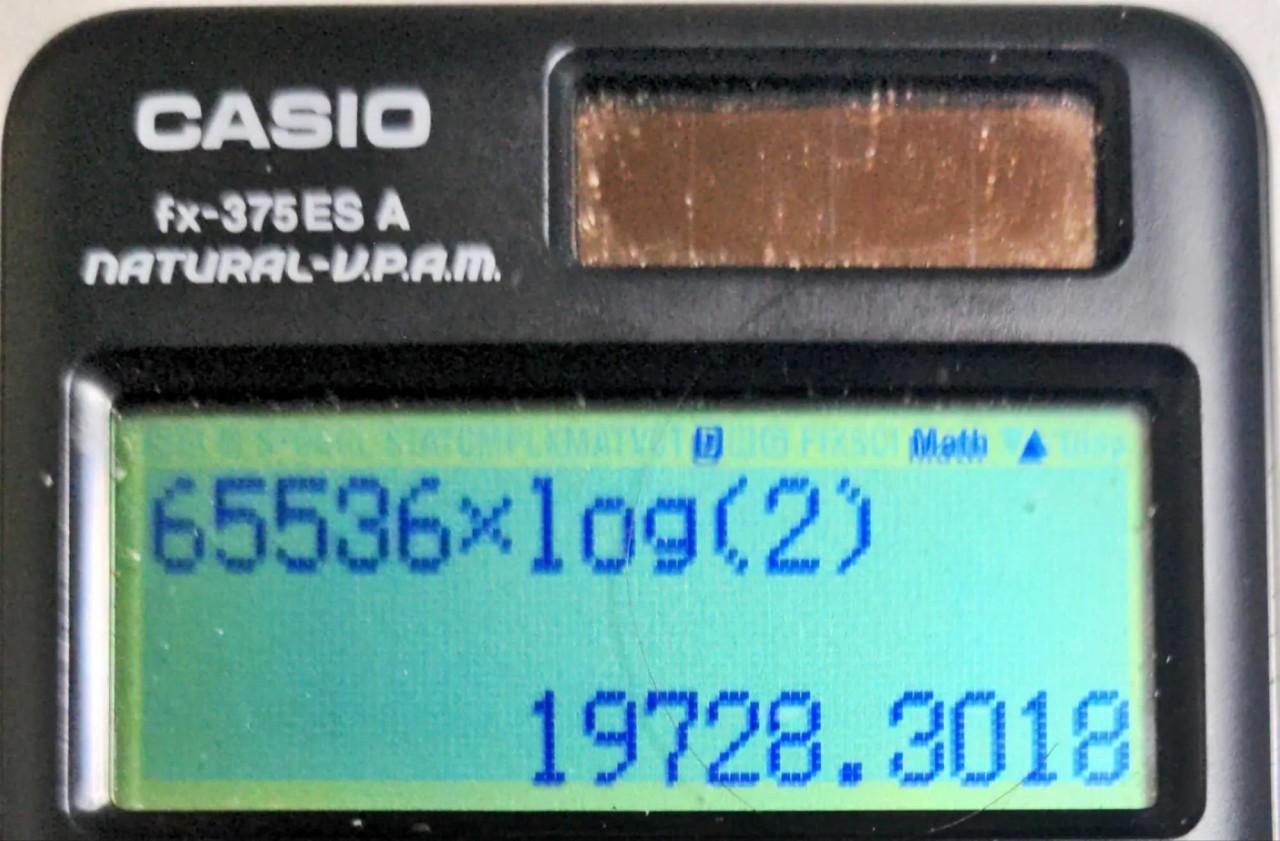 CASIO
fx-375ES A
NATURAL-V.P.A.M.
D Math ▲
65536×log(2)
19728.3018